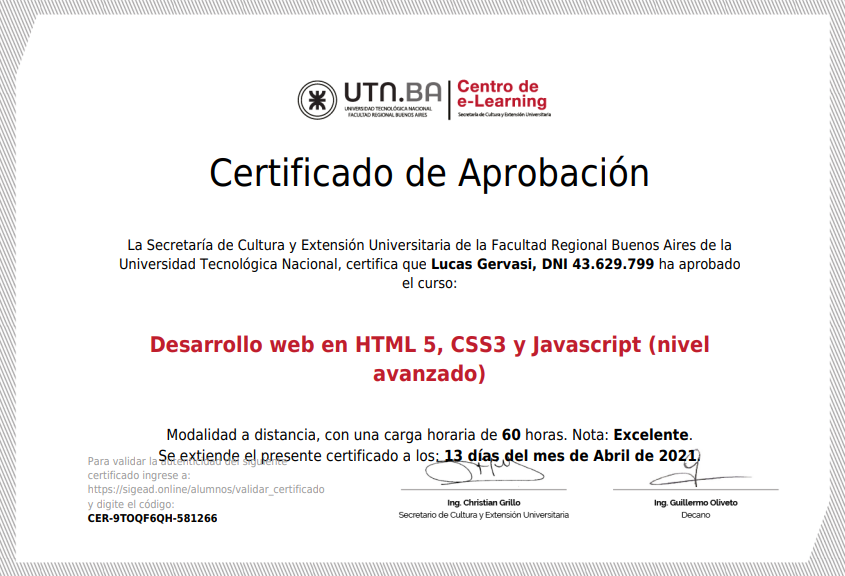 UTN.BA
UNIVERSIDAD TECNOLÓGICA NACIONAL
FACULTAD REGIONAL BUENOS AIRES
Centro de
e-Learning
Secretaría de Cultura y Extensión Universitaria
Certificado de Aprobación
La Secretaría de Cultura y Extensión Universitaria de la Facultad Regional Buenos Aires de la
Universidad Tecnológica Nacional, certifica que Lucas Gervasi, DNI 43.629.799 ha aprobado
el curso:
Desarrollo web en HTML 5, CSS3 y Javascript (nivel
avanzado)
Modalidad a distancia, con una carga horaria de 60 horas. Nota: Excelente.
Se extiende el presente certificado a los: 13 días del mes de Abril de 2021.
Para validar la autenticidad del siguiente
certificado ingrese a:
https://sigead.online/alumnos/validar_certificado
y digite el código:
CER-9TOQF6QH-581266
Ing. Christian Grillo
Secretario de Cultura y Extensión Universitaria
Ing. Guillermo Oliveto
Decano